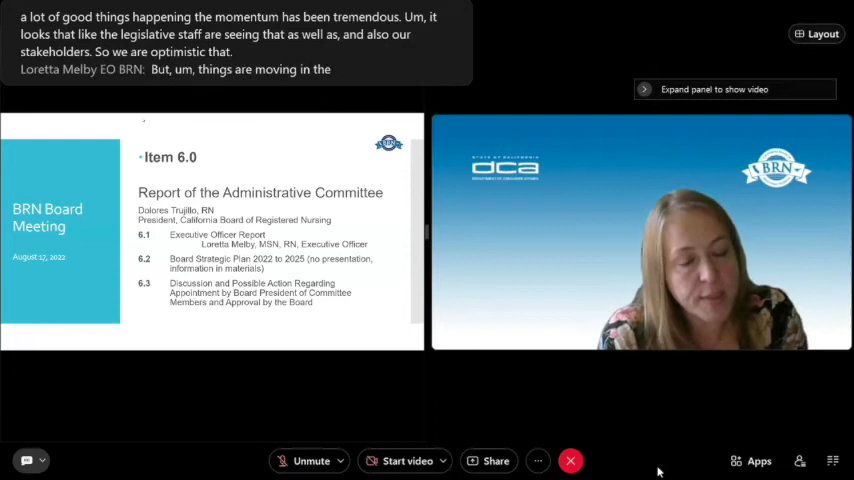 a lot of good things happening the momentum has been tremendous. Um, it
looks that like the legislative staff are seeing that as well as, and also our
stakeholders. So we are optimistic that.
Loretta Melby EO BRN: But, um, things are moving in the
Layout
Expand panel to show video
BRN Board
Meeting
August 17, 2022
BRN
•Item 6.0
Report of the Administrative Committee
Dolores Trujillo, RN
President, California Board of Registered Nursing
6.1 Executive Officer Report
Loretta Melby, MSN, RN, Executive Officer
6.2 Board Strategic Plan 2022 to 2025 (no presentation,
information in materials)
6.3 Discussion and Possible Action Regarding
Appointment by Board President of Committee
Members and Approval by the Board
STATE OF CALIFORNIA
dca
DEPARTMENT OF CONSUMER AFFAIRS
BRN
Unmute
Start video
Share
Apps